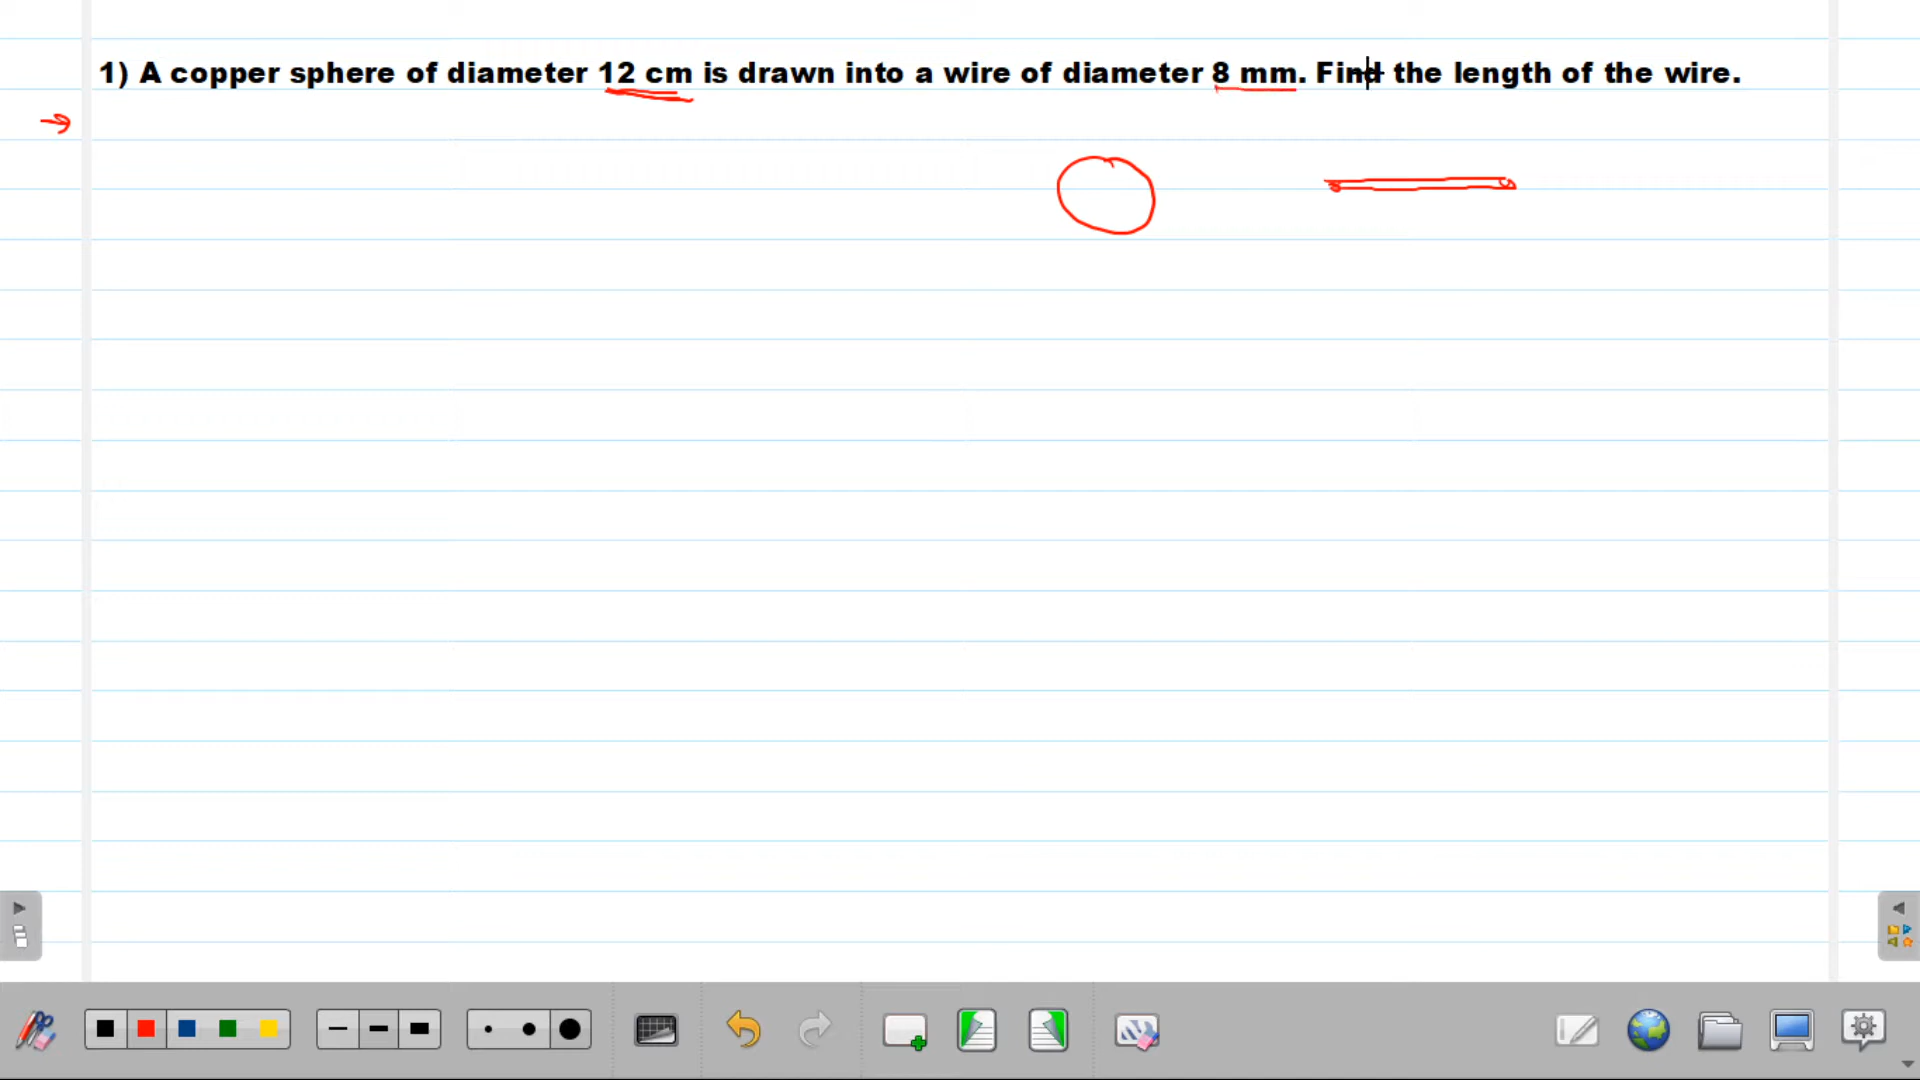 1) A copper sphere of diameter 12 cm is drawn into a wire of diameter 8 mm. Find the length of the wire.